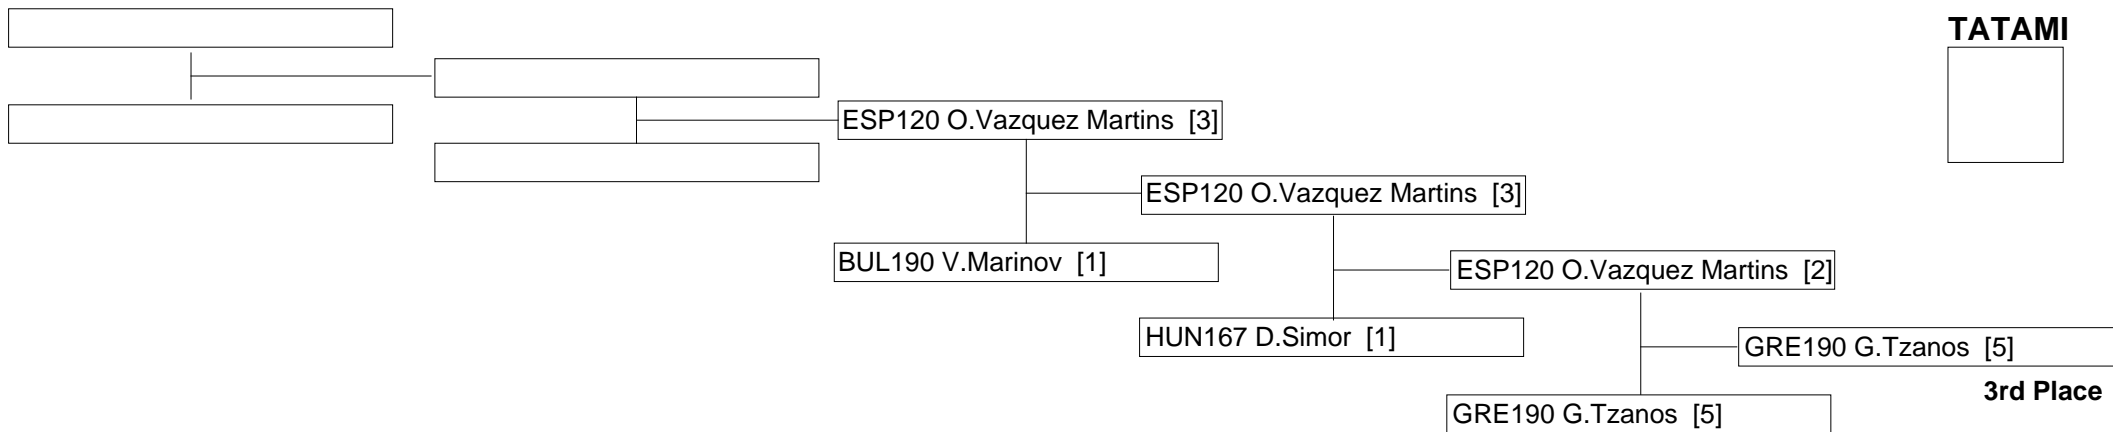 TATAMI
ESP120 O.Vazquez Martins [3]
ESP120 O.Vazquez Martins [3]
BUL190 V.Marinov [1]
ESP120 O.Vazquez Martins [2]
HUN167 D.Simor [1]
GRE190 G.Tzanos [5]
3rd Place
GRE190 G.Tzanos [5]